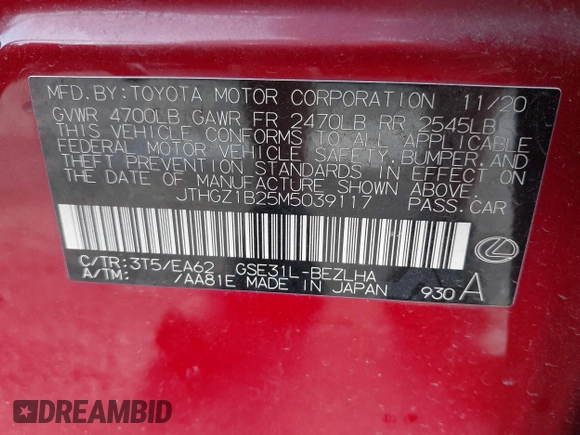 MFD.BY:TOYOTA MOTOR CORPORATION 11/20
GVWR 4700LB GAWR FR 2470LB RR 2545LB
THIS VEHICLE CONFORMS TO ALL APPLICABLE
FEDERAL MOTOR VEHICLE SAFETY,BUMPER,AND
THEFT PREVENTION STANDARDS IN EFFECT ON
THE DATE OF MANUFACTURE SHOWN ABOVE.
JTHGZ1B25M5039117 PASS.CAR
C/TR:3T5/EA62 GSE31L-BEZLHA
A/TM: /AA81E MADE IN JAPAN 930 A
DREAMBID